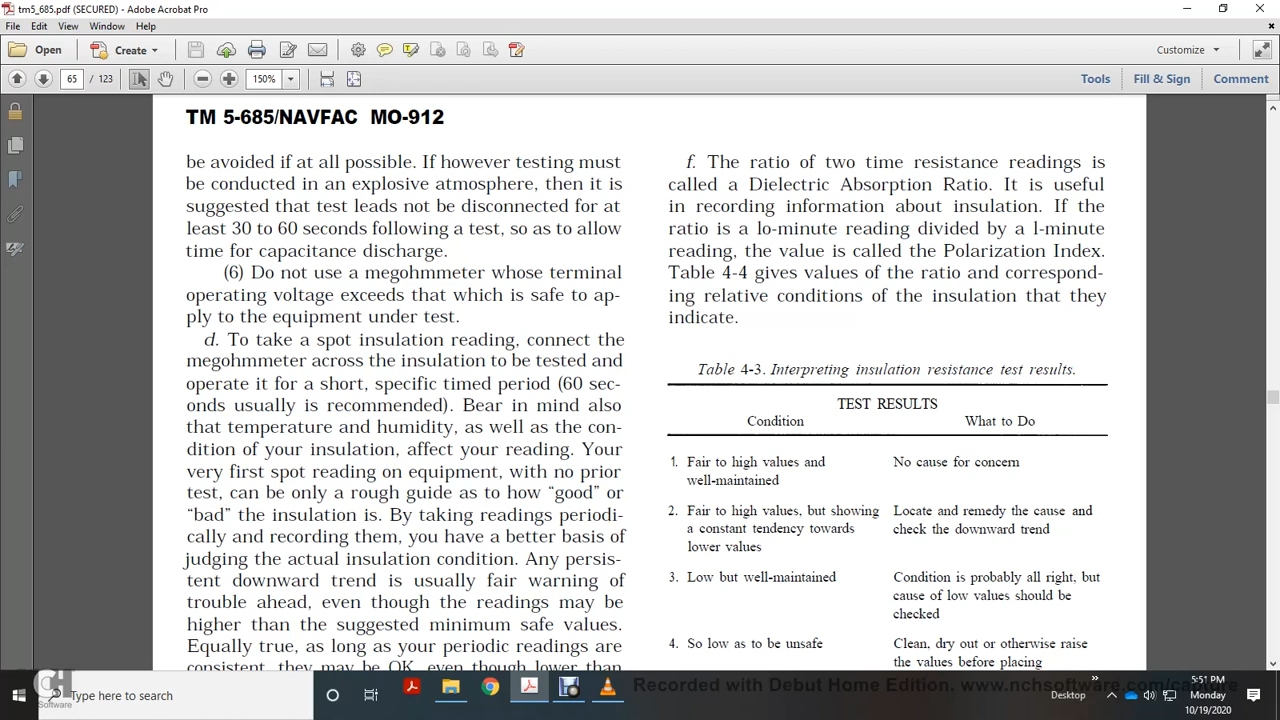 tm5_685.pdf (SECURED) - Adobe Acrobat Pro
File Edit View Window Help
Open Create Customize
65 / 123 150% Tools Fill & Sign Comment
TM 5-685/NAVFAC MO-912
be avoided if at all possible. If however testing must
be conducted in an explosive atmosphere, then it is
suggested that test leads not be disconnected for at
least 30 to 60 seconds following a test, so as to allow
time for capacitance discharge.
(6) Do not use a megohmmeter whose terminal
operating voltage exceeds that which is safe to ap-
ply to the equipment under test.
d. To take a spot insulation reading, connect the
megohmmeter across the insulation to be tested and
operate it for a short, specific timed period (60 sec-
onds usually is recommended). Bear in mind also
that temperature and humidity, as well as the con-
dition of your insulation, affect your reading. Your
very first spot reading on equipment, with no prior
test, can be only a rough guide as to how “good” or
“bad” the insulation is. By taking readings periodi-
cally and recording them, you have a better basis of
judging the actual insulation condition. Any persis-
tent downward trend is usually fair warning of
trouble ahead, even though the readings may be
higher than the suggested minimum safe values.
Equally true, as long as your periodic readings are
consistent, they may be OK, even though lower than
f. The ratio of two time resistance readings is
called a Dielectric Absorption Ratio. It is useful
in recording information about insulation. If the
ratio is a lo-minute reading divided by a l-minute
reading, the value is called the Polarization Index.
Table 4-4 gives values of the ratio and correspond-
ing relative conditions of the insulation that they
indicate.
Table 4-3. Interpreting insulation resistance test results.
TEST RESULTS
Condition What to Do
1. Fair to high values and No cause for concern
well-maintained
2. Fair to high values, but showing Locate and remedy the cause and
a constant tendency towards check the downward trend
lower values
3. Low but well-maintained Condition is probably all right, but
cause of low values should be
checked
4. So low as to be unsafe Clean, dry out or otherwise raise
the values before placing
Type here to search
NCH Software
Recorded with Debut Home Edition. www.nchsoftware.com/capture
Desktop
5:51 PM
Monday
10/19/2020